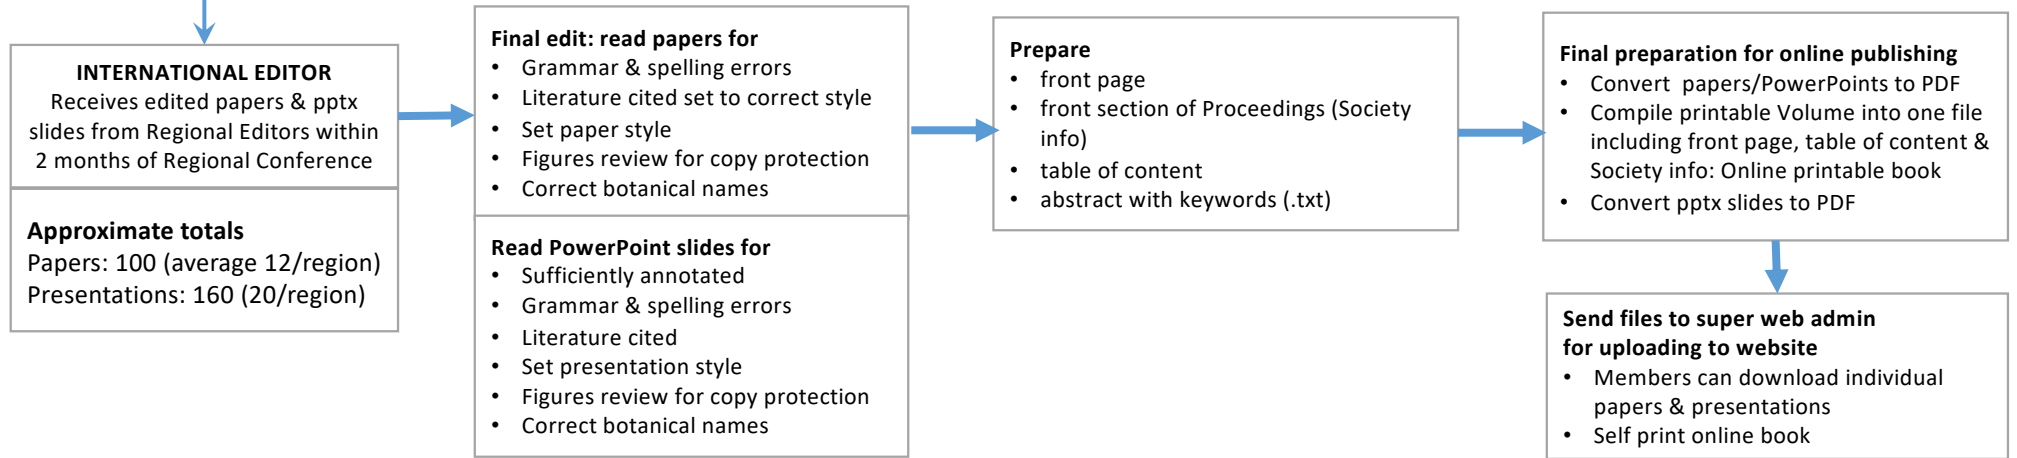 INTERNATIONAL EDITOR
Receives edited papers & pptx
slides from Regional Editors within
2 months of Regional Conference
Approximate totals
Papers: 100 (average 12/region)
Presentations: 160 (20/region)
Final edit: read papers for
• Grammar & spelling errors
• Literature cited set to correct style
• Set paper style
• Figures review for copy protection
• Correct botanical names
Read PowerPoint slides for
• Sufficiently annotated
• Grammar & spelling errors
• Literature cited
• Set presentation style
• Figures review for copy protection
• Correct botanical names
Prepare
• front page
• front section of Proceedings (Society
info)
• table of content
• abstract with keywords (.txt)
Final preparation for online publishing
• Convert papers/PowerPoints to PDF
• Compile printable Volume into one file
including front page, table of content &
Society info: Online printable book
• Convert pptx slides to PDF
Send files to super web admin
for uploading to website
• Members can download individual
papers & presentations
• Self print online book